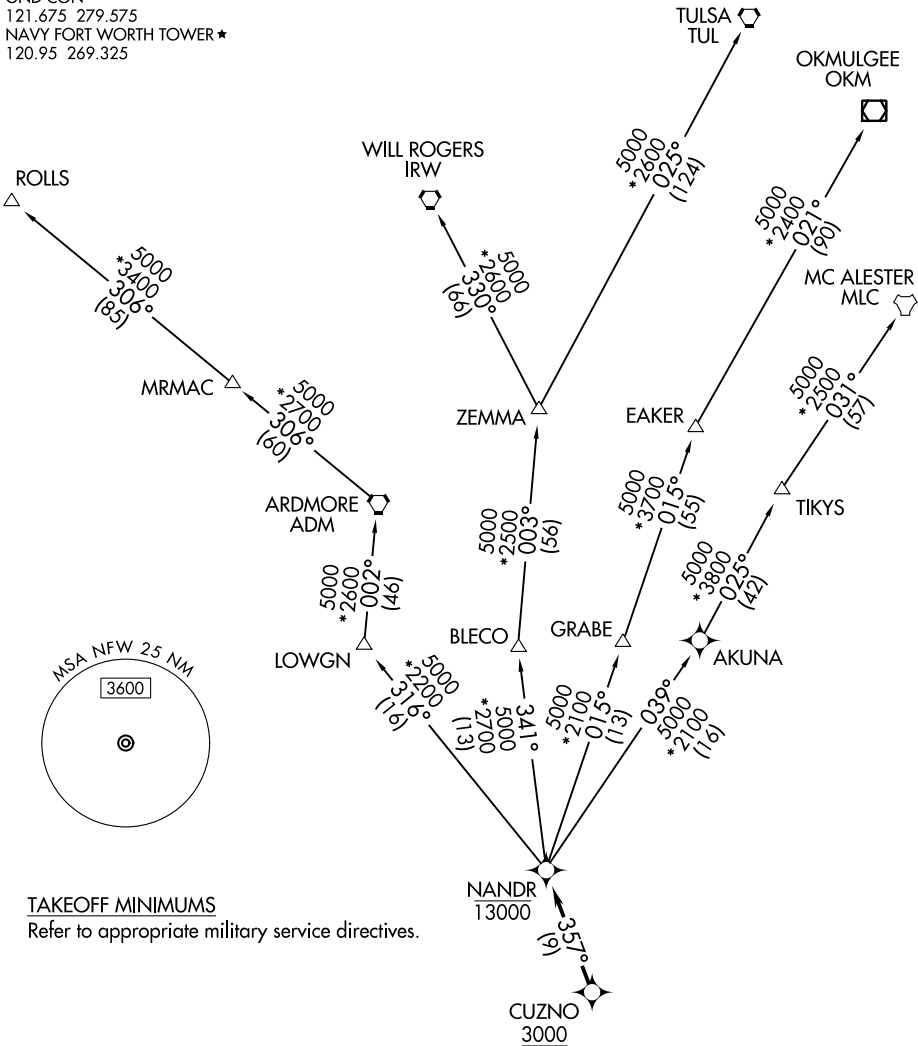 GND CON
121.675 279.575
NAVY FORT WORTH TOWER ★
120.95 269.325
TULSA
TUL
OKMULGEE
OKM
5000
*2600
025°
(124)
WILL ROGERS
IRW
ROLLS
5000
*2400
021°
(90)
5000
*3400
306°
(85)
5000
*2600
330°
(66)
MC ALESTER
MLC
MRMAC
5000
*2700
306°
(60)
ZEMMA
EAKER
5000
*2500
031°
(57)
ARDMORE
ADM
5000
*2500
003°
(56)
5000
*3700
015°
(55)
TIKYS
5000
*2600
002°
(46)
5000
*3800
025°
(42)
LOWGN
BLECO
GRABE
AKUNA
MSA NFW 25 NM
3600
5000
*2200
316°
(16)
341°
5000
*2700
(13)
5000
*2100
015°
(13)
039°
5000
*2100
(16)
NANDR
13000
TAKEOFF MINIMUMS
Refer to appropriate military service directives.
357°
(9)
CUZNO
3000